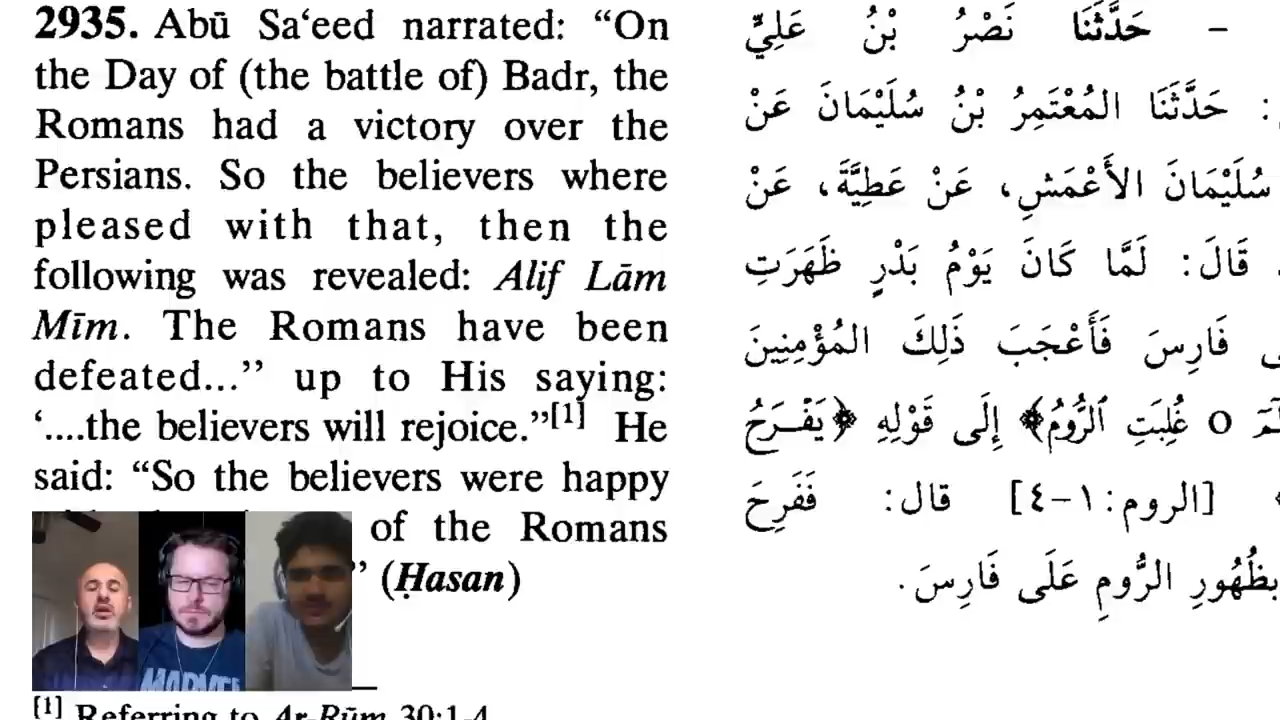 2935. Abū Sa‘eed narrated: “On
the Day of (the battle of) Badr, the
Romans had a victory over the
Persians. So the believers where
pleased with that, then the
following was revealed: Alif Lām
Mīm. The Romans have been
defeated...” up to His saying:
‘....the believers will rejoice.”[1] He
said: “So the believers were happy
of the Romans
” (Ḥasan)
[1] Referring to Ar-Rūm 30:1-4
– حَدَّثَنَا نَصْرُ بْنُ عَلِيٍّ
: حَدَّثَنَا المُعْتَمِرُ بْنُ سُلَيْمَانَ عَنْ
سُلَيْمَانَ الأَعْمَشِ، عَنْ عَطِيَّةَ، عَنْ
قَالَ: لَمَّا كَانَ يَوْمُ بَدْرٍ ظَهَرَتِ
فَارِسَ فَأَعْجَبَ ذَلِكَ المُؤْمِنِينَ
غُلِبَتِ ٱلرُّومُ﴾ إِلَى قَوْلِهِ ﴿يَفْـرَحُ
[الروم: ١-٤] قال: فَفَرِحَ
بِظُهُورِ الرُّومِ عَلَى فَارِسَ.
MARVEL